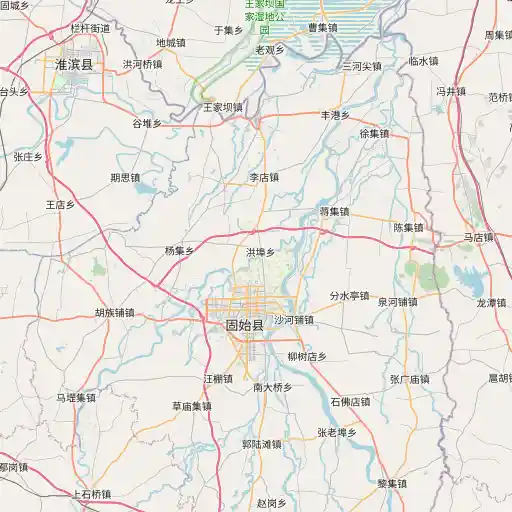 固城乡
栏杆街道
龙王乡
王家坝国
家湿地公
园
于集乡
曹集镇
地城镇
老观乡
周集镇
淮滨县
洪河桥镇
三河尖镇
临水镇
台头乡
冯井镇
范桥镇
王家坝镇
丰港乡
谷堆乡
徐集镇
张庄乡
期思镇
李店镇
王店乡
蒋集镇
陈集镇
马店镇
杨集乡
洪埠乡
分水亭镇
泉河铺镇
龙潭镇
胡族铺镇
固始县
沙河铺镇
柳树店乡
汪棚镇
南大桥乡
张广庙镇
扈胡镇
马堽集镇
草庙集镇
石佛店镇
张老埠乡
郭陆滩镇
鄢岗镇
上石桥镇
黎集镇
赵岗乡